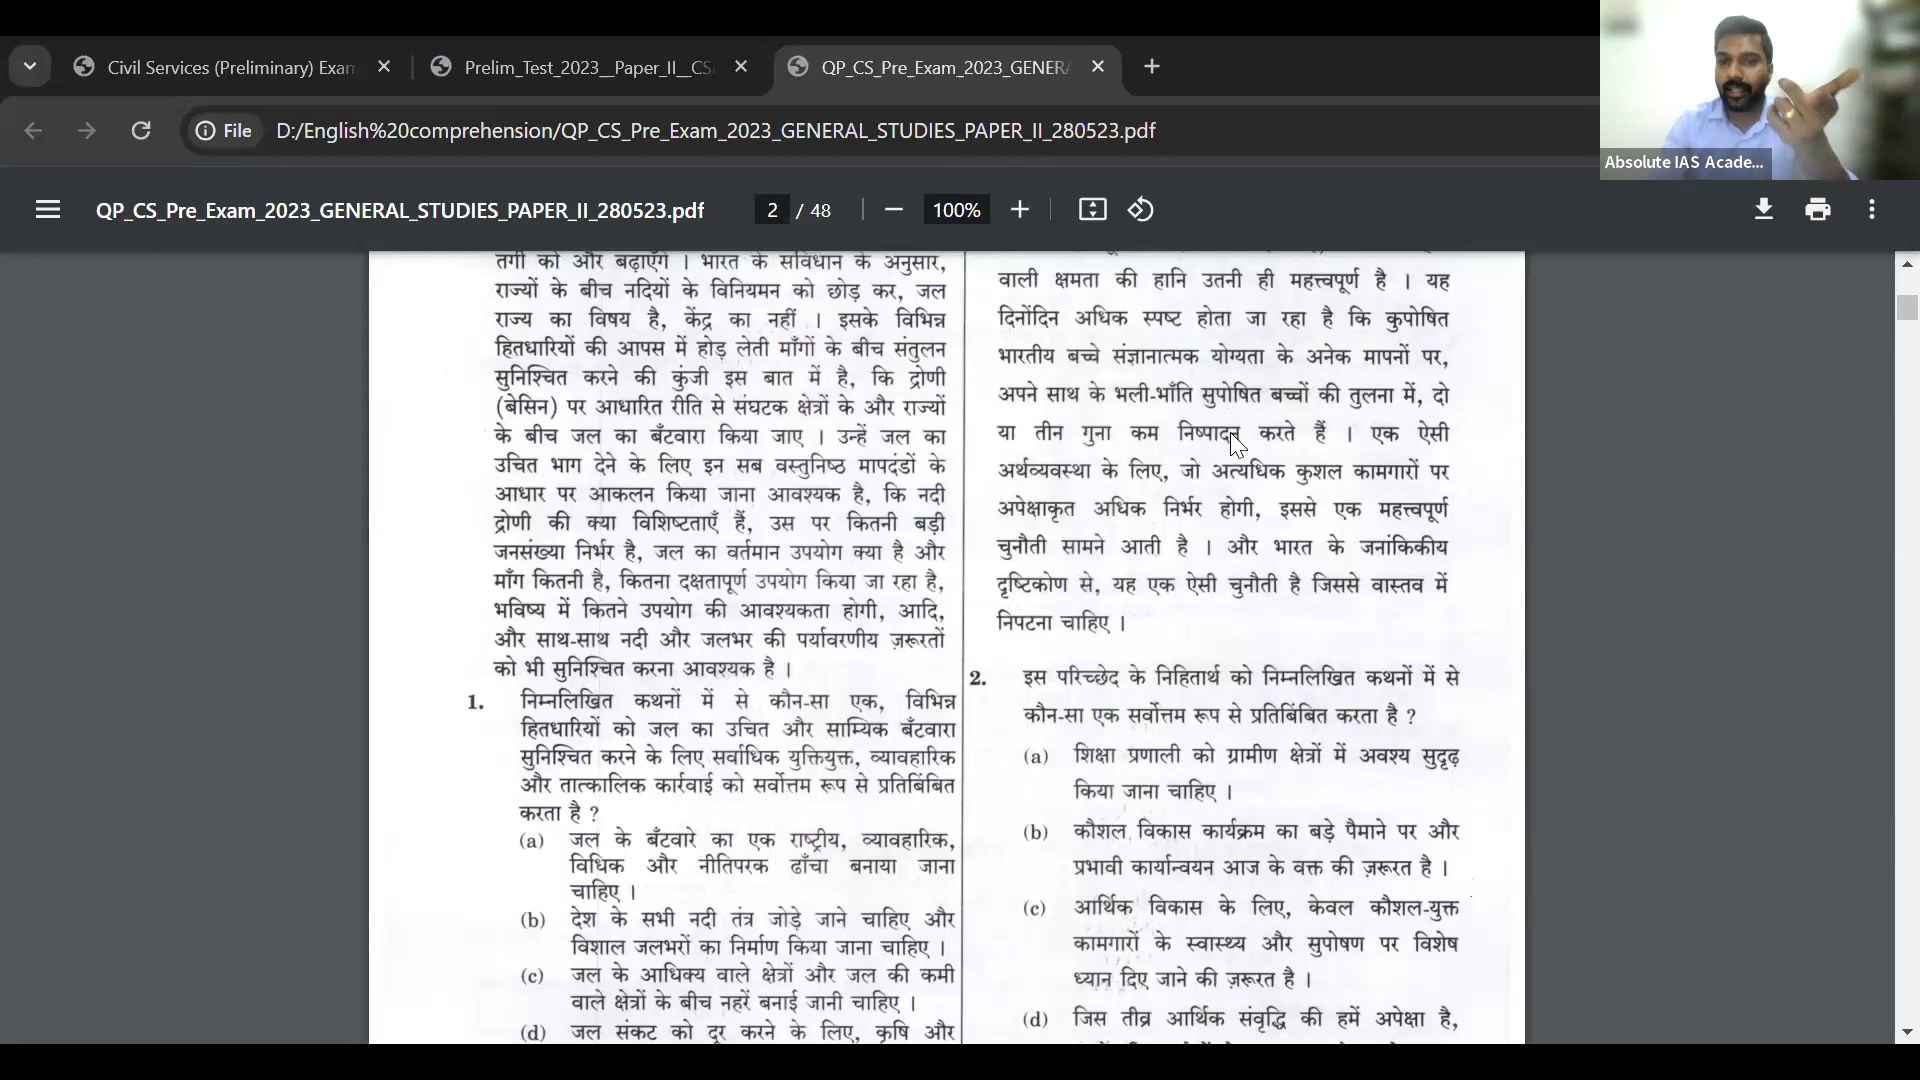 Civil Services (Preliminary) Exam
Prelim_Test_2023__Paper_II__CS
QP_CS_Pre_Exam_2023_GENERA
File
D:/English%20comprehension/QP_CS_Pre_Exam_2023_GENERAL_STUDIES_PAPER_II_280523.pdf
Absolute IAS Acade...
QP_CS_Pre_Exam_2023_GENERAL_STUDIES_PAPER_II_280523.pdf
2 / 48
100%
तगी को और बढ़ाएँगे । भारत के संविधान के अनुसार,
राज्यों के बीच नदियों के विनियमन को छोड़ कर, जल
राज्य का विषय है, केंद्र का नहीं । इसके विभिन्न
हितधारियों की आपस में होड़ लेती माँगों के बीच संतुलन
सुनिश्चित करने की कुंजी इस बात में है, कि द्रोणी
(बेसिन) पर आधारित रीति से संघटक क्षेत्रों के और राज्यों
के बीच जल का बँटवारा किया जाए । उन्हें जल का
उचित भाग देने के लिए इन सब वस्तुनिष्ठ मापदंडों के
आधार पर आकलन किया जाना आवश्यक है, कि नदी
द्रोणी की क्या विशिष्टताएँ हैं, उस पर कितनी बड़ी
जनसंख्या निर्भर है, जल का वर्तमान उपयोग क्या है और
माँग कितनी है, कितना दक्षतापूर्ण उपयोग किया जा रहा है,
भविष्य में कितने उपयोग की आवश्यकता होगी, आदि,
और साथ-साथ नदी और जलभर की पर्यावरणीय ज़रूरतों
को भी सुनिश्चित करना आवश्यक है ।
1. निम्नलिखित कथनों में से कौन-सा एक, विभिन्न
हितधारियों को जल का उचित और साम्यिक बँटवारा
सुनिश्चित करने के लिए सर्वाधिक युक्तियुक्त, व्यावहारिक
और तात्कालिक कार्रवाई को सर्वोत्तम रूप से प्रतिबिंबित
करता है ?
(a) जल के बँटवारे का एक राष्ट्रीय, व्यावहारिक,
विधिक और नीतिपरक ढाँचा बनाया जाना
चाहिए ।
(b) देश के सभी नदी तंत्र जोड़े जाने चाहिए और
विशाल जलभरों का निर्माण किया जाना चाहिए ।
(c) जल के आधिक्य वाले क्षेत्रों और जल की कमी
वाले क्षेत्रों के बीच नहरें बनाई जानी चाहिए ।
(d) जल संकट को दूर करने के लिए, कृषि और
वाली क्षमता की हानि उतनी ही महत्त्वपूर्ण है । यह
दिनोंदिन अधिक स्पष्ट होता जा रहा है कि कुपोषित
भारतीय बच्चे संज्ञानात्मक योग्यता के अनेक मापनों पर,
अपने साथ के भली-भाँति सुपोषित बच्चों की तुलना में, दो
या तीन गुना कम निष्पादन करते हैं । एक ऐसी
अर्थव्यवस्था के लिए, जो अत्यधिक कुशल कामगारों पर
अपेक्षाकृत अधिक निर्भर होगी, इससे एक महत्त्वपूर्ण
चुनौती सामने आती है । और भारत के जनांकिकीय
दृष्टिकोण से, यह एक ऐसी चुनौती है जिससे वास्तव में
निपटना चाहिए ।
2. इस परिच्छेद के निहितार्थ को निम्नलिखित कथनों में से
कौन-सा एक सर्वोत्तम रूप से प्रतिबिंबित करता है ?
(a) शिक्षा प्रणाली को ग्रामीण क्षेत्रों में अवश्य सुदृढ़
किया जाना चाहिए ।
(b) कौशल विकास कार्यक्रम का बड़े पैमाने पर और
प्रभावी कार्यान्वयन आज के वक्त की ज़रूरत है ।
(c) आर्थिक विकास के लिए, केवल कौशल-युक्त
कामगारों के स्वास्थ्य और सुपोषण पर विशेष
ध्यान दिए जाने की ज़रूरत है ।
(d) जिस तीव्र आर्थिक संवृद्धि की हमें अपेक्षा है,